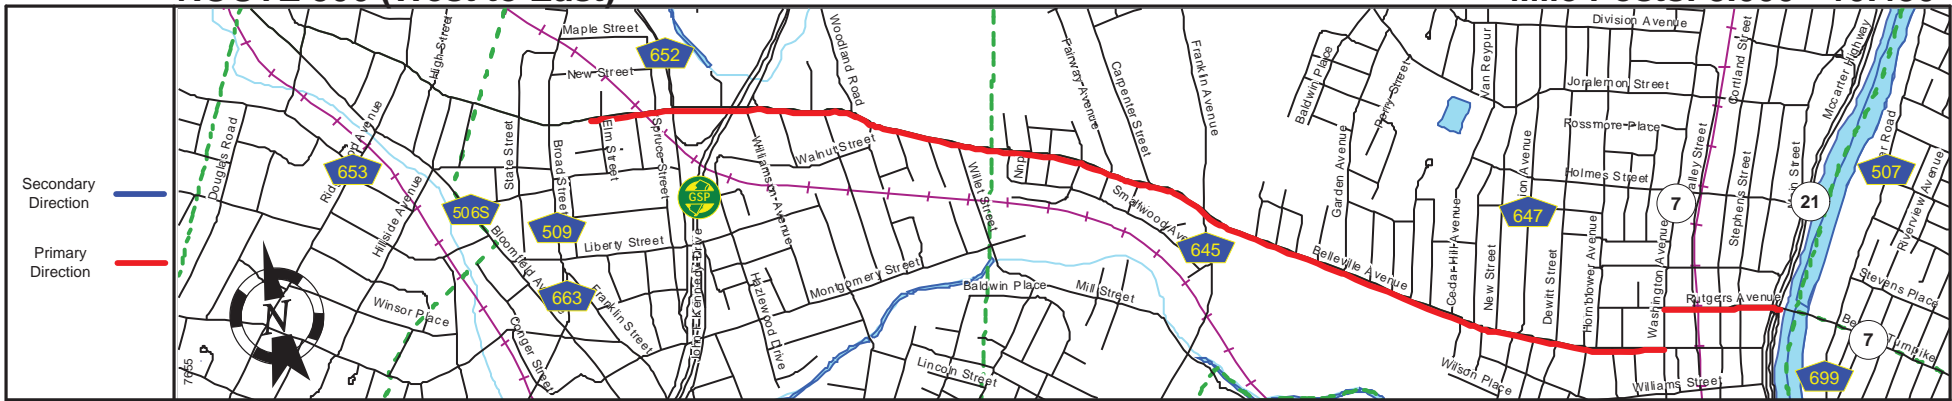 Secondary
Direction
Primary
Direction
Maple Street
High Street
New Street
652
Woodland Road
Fairway Avenue
Carpenter Street
Franklin Avenue
Baldwin Place
Perry Street
Van Reypur
Division Avenue
Cortland Street
Joralemon Street
Mccarter Highway
Rossmore Place
Douglas Road
653
State Street
Broad Street
Elm Street
Spruce Street
Williamson Avenue
Walnut Street
Willet Street
Smallwood Ave
Garden Avenue
Holmes Street
Stephens Street
507
Riverview Avenue
506S
509
GSP
645
647
7
21
Hillside Avenue
Liberty Street
Bloomfield Ave
663
Franklin Street
John F Kennedy Drive
Hazlewood Drive
Montgomery Street
Baldwin Place
Mill Street
Belleville Avenue
Cedar Hill Avenue
New Street
Dewitt Street
Hornblower Avenue
Washington Avenue
Rutgers Avenue
Stevens Place
Winsor Place
Conger Street
Lincoln Street
Wilson Place
Williams Street
7
Turnpike
699
7655
N